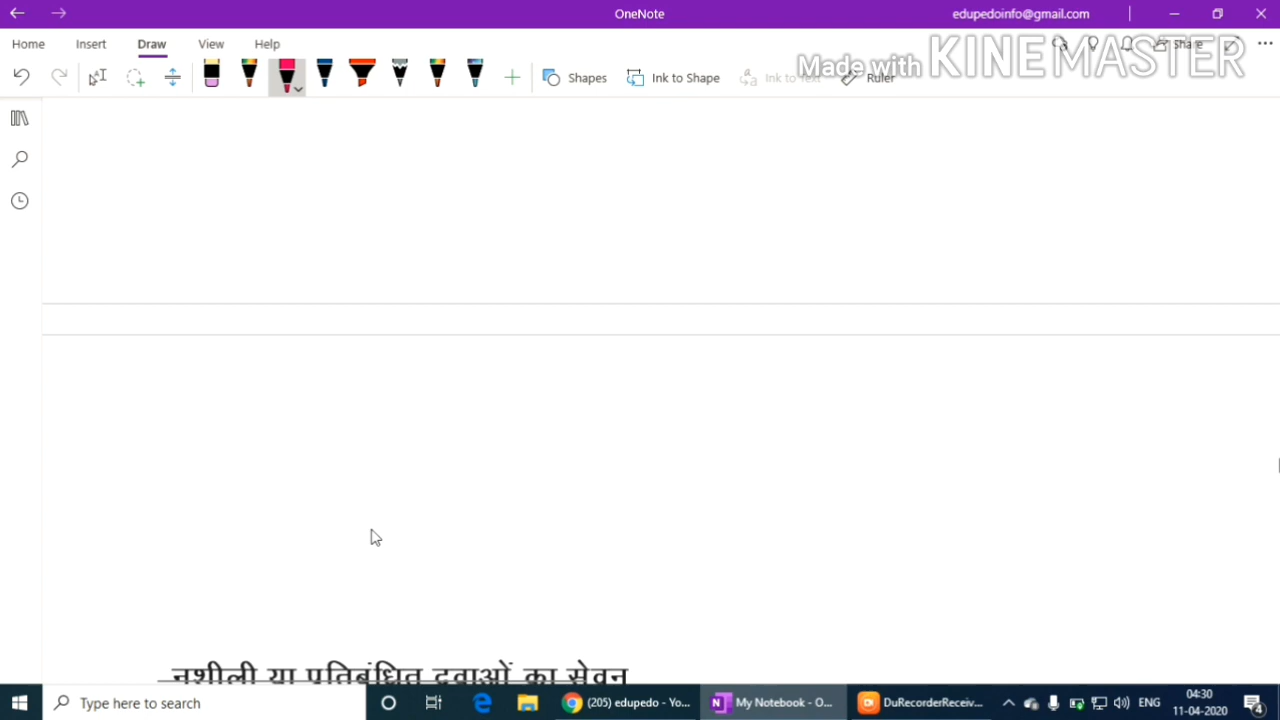 OneNote
edupedoinfo@gmail.com
Home Insert Draw View Help
Share
Made with KINEMASTER
Shapes Ink to Shape Ink to Text Ruler
नशीली या प्रतिबंधित दवाओं का सेवन
Type here to search
(205) edupedo - Yo...
My Notebook - O...
DuRecorderReceiv...
ENG
04:30
11-04-2020
4